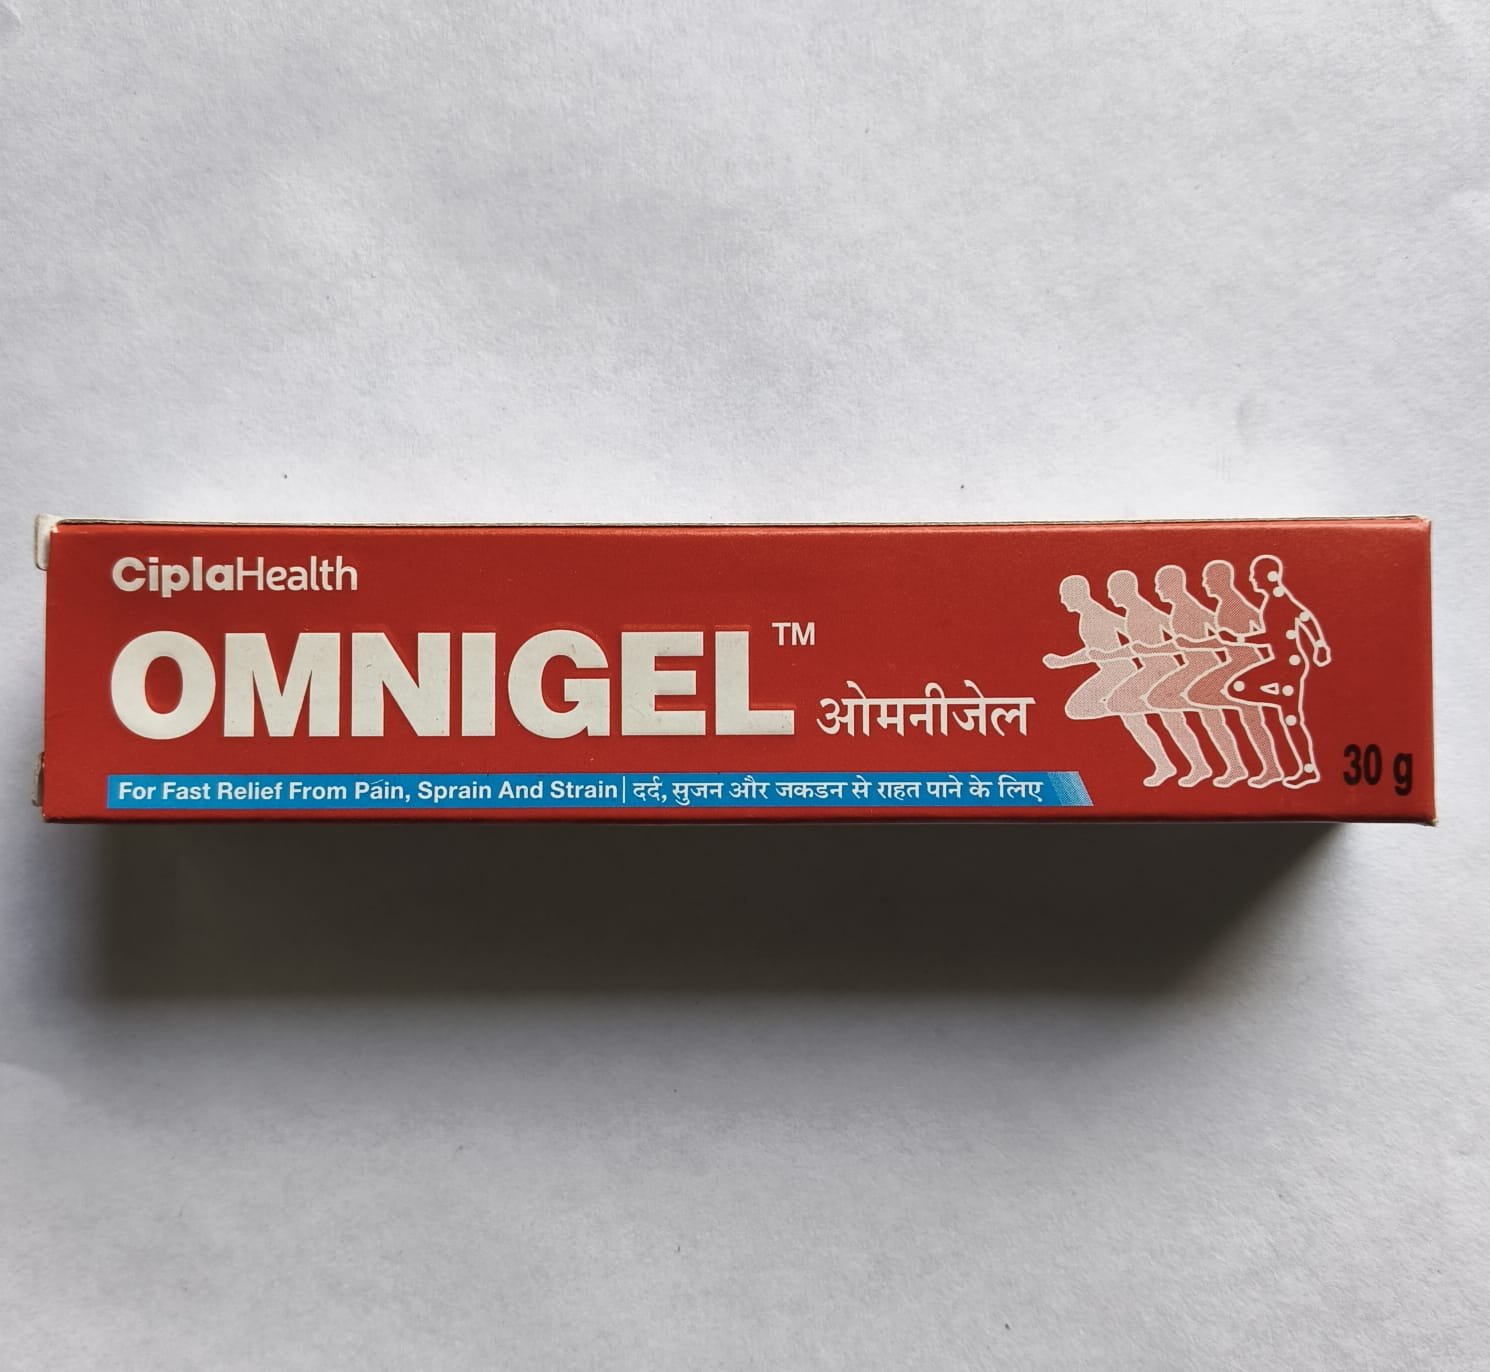 CiplaHealth
OMNIGEL™ ओमनीजेल
For Fast Relief From Pain, Sprain And Strain | दर्द, सुजन और जकडन से राहत पाने के लिए
30 g